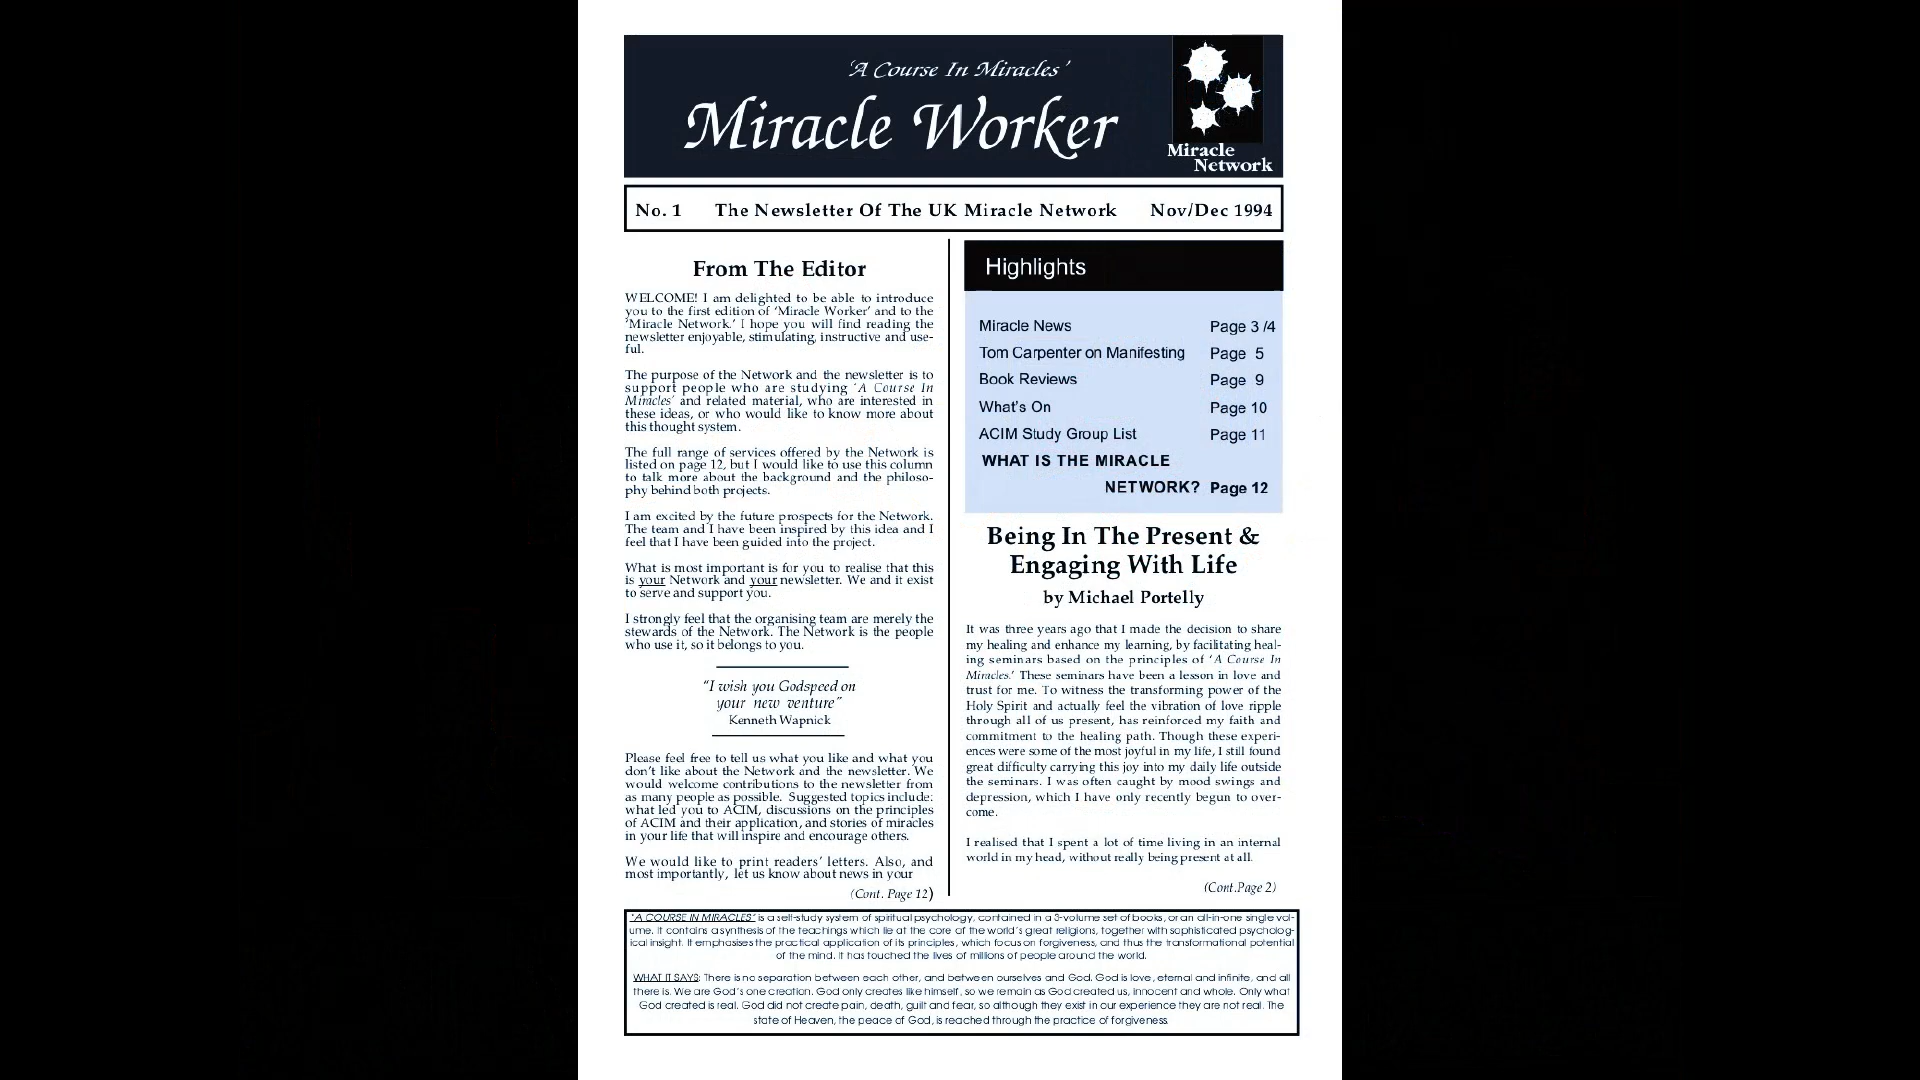 ‘A Course In Miracles’
Miracle Worker
Miracle
Network
No. 1 The Newsletter Of The UK Miracle Network Nov/Dec 1994
From The Editor
WELCOME! I am delighted to be able to introduce
you to the first edition of ‘Miracle Worker’ and to the
‘Miracle Network.’ I hope you will find reading the
newsletter enjoyable, stimulating, instructive and use-
ful.
The purpose of the Network and the newsletter is to
support people who are studying ‘A Course In
Miracles’ and related material, who are interested in
these ideas, or who would like to know more about
this thought system.
The full range of services offered by the Network is
listed on page 12, but I would like to use this column
to talk more about the background and the philoso-
phy behind both projects.
I am excited by the future prospects for the Network.
The team and I have been inspired by this idea and I
feel that I have been guided into the project.
What is most important is for you to realise that this
is your Network and your newsletter. We and it exist
to serve and support you.
I strongly feel that the organising team are merely the
stewards of the Network. The Network is the people
who use it, so it belongs to you.
“I wish you Godspeed on
your new venture”
Kenneth Wapnick
Please feel free to tell us what you like and what you
don’t like about the Network and the newsletter. We
would welcome contributions to the newsletter from
as many people as possible. Suggested topics include:
what led you to ACIM, discussions on the principles
of ACIM and their application, and stories of miracles
in your life that will inspire and encourage others.
We would like to print readers’ letters. Also, and
most importantly, let us know about news in your
(Cont. Page 12)
Highlights
Miracle News Page 3 /4
Tom Carpenter on Manifesting Page 5
Book Reviews Page 9
What’s On Page 10
ACIM Study Group List Page 11
WHAT IS THE MIRACLE
NETWORK? Page 12
Being In The Present &
Engaging With Life
by Michael Portelly
It was three years ago that I made the decision to share
my healing and enhance my learning, by facilitating heal-
ing seminars based on the principles of ‘A Course In
Miracles.’ These seminars have been a lesson in love and
trust for me. To witness the transforming power of the
Holy Spirit and actually feel the vibration of love ripple
through all of us present, has reinforced my faith and
commitment to the healing path. Though these experi-
ences were some of the most joyful in my life, I still found
great difficulty carrying this joy into my daily life outside
the seminars. I was often caught by mood swings and
depression, which I have only recently begun to over-
come.
I realised that I spent a lot of time living in an internal
world in my head, without really being present at all.
(Cont.Page 2)
“A COURSE IN MIRACLES” is a self-study system of spiritual psychology, contained in a 3-volume set of books, or an all-in-one single vol-
ume. It contains a synthesis of the teachings which lie at the core of the world’s great religions, together with sophisticated psycholog-
ical insight. It emphasises the practical application of its principles, which focus on forgiveness, and thus the transformational potential
of the mind. It has touched the lives of millions of people around the world.
WHAT IT SAYS: There is no separation between each other, and between ourselves and God. God is love, eternal and infinite, and all
there is. We are God’s one creation. God only creates like himself, so we remain as God created us, innocent and whole. Only what
God created is real. God did not create pain, death, guilt and fear, so although they exist in our experience they are not real. The
state of Heaven, the peace of God, is reached through the practice of forgiveness.